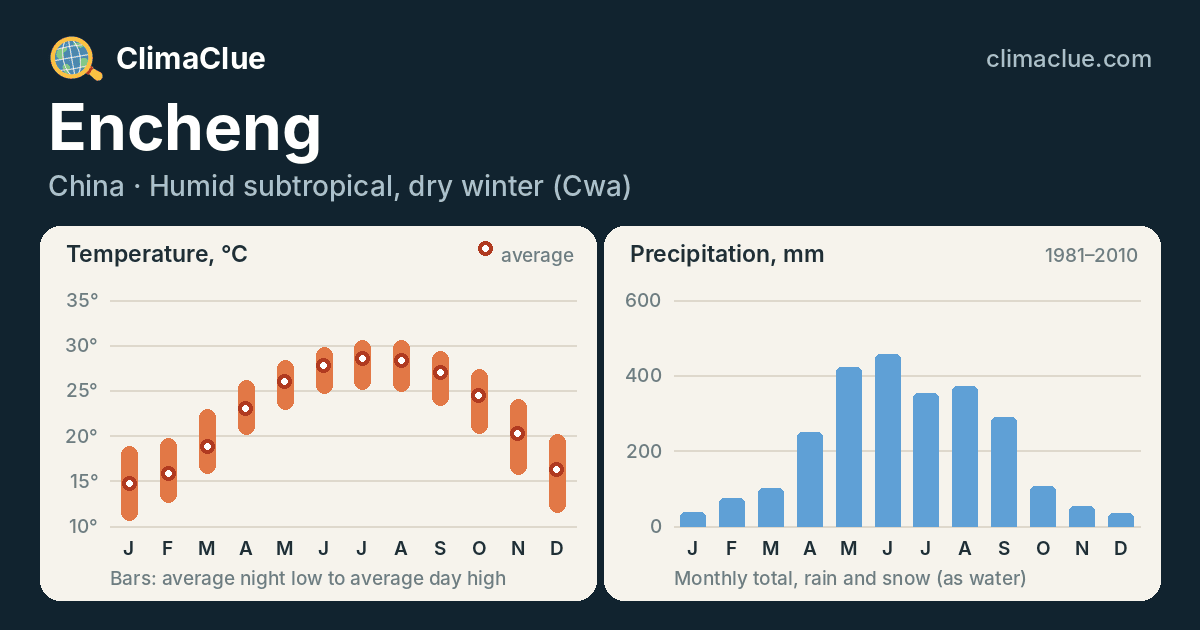 ClimaClue
climaclue.com
Encheng
China · Humid subtropical, dry winter (Cwa)
Temperature, °C
average
35°
30°
25°
20°
15°
10°
J F M A M J J A S O N D
Bars: average night low to average day high
Precipitation, mm
1981–2010
600
400
200
0
J F M A M J J A S O N D
Monthly total, rain and snow (as water)